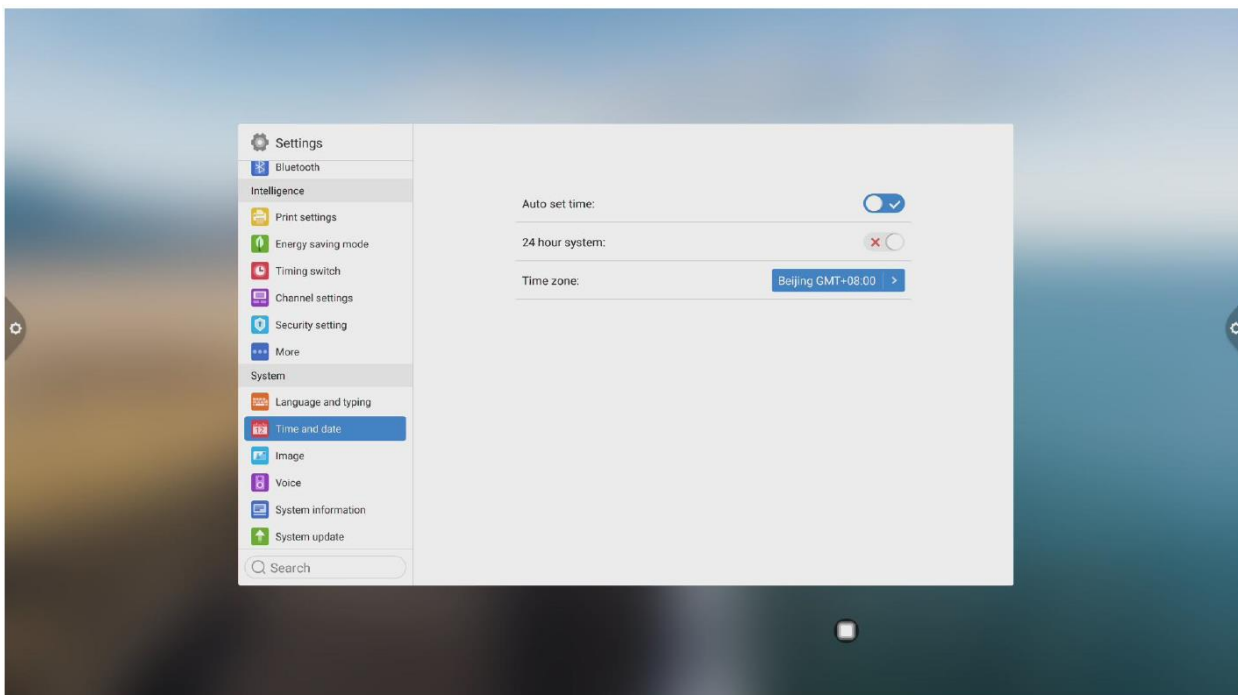 Settings
Bluetooth
Intelligence
Print settings
Energy saving mode
Timing switch
Channel settings
Security setting
More
System
Language and typing
12 Time and date
Image
Voice
System information
System update
Search
Auto set time:
24 hour system:
Time zone: Beijing GMT+08:00 >